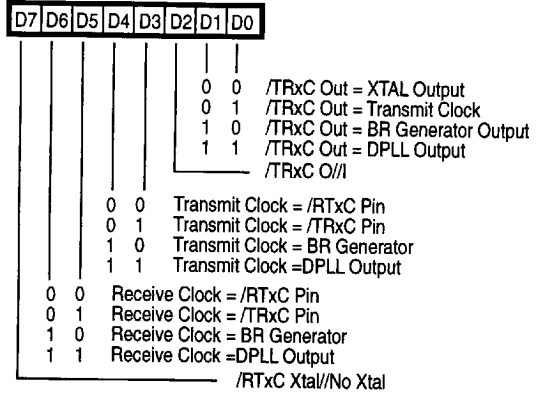 D7 D6 D5 D4 D3 D2 D1 D0
0 0 /TRxC Out = XTAL Output
0 1 /TRxC Out = Transmit Clock
1 0 /TRxC Out = BR Generator Output
1 1 /TRxC Out = DPLL Output
/TRxC O//I
0 0 Transmit Clock = /RTxC Pin
0 1 Transmit Clock = /TRxC Pin
1 0 Transmit Clock = BR Generator
1 1 Transmit Clock =DPLL Output
0 0 Receive Clock = /RTxC Pin
0 1 Receive Clock = /TRxC Pin
1 0 Receive Clock = BR Generator
1 1 Receive Clock =DPLL Output
/RTxC Xtal//No Xtal